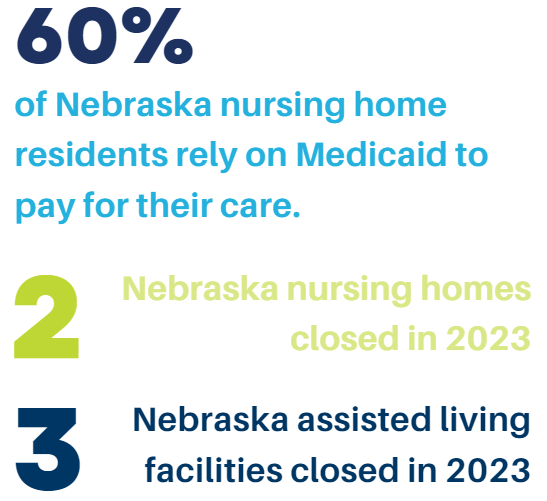 60%
of Nebraska nursing home
residents rely on Medicaid to
pay for their care.
2
Nebraska nursing homes
closed in 2023
3
Nebraska assisted living
facilities closed in 2023